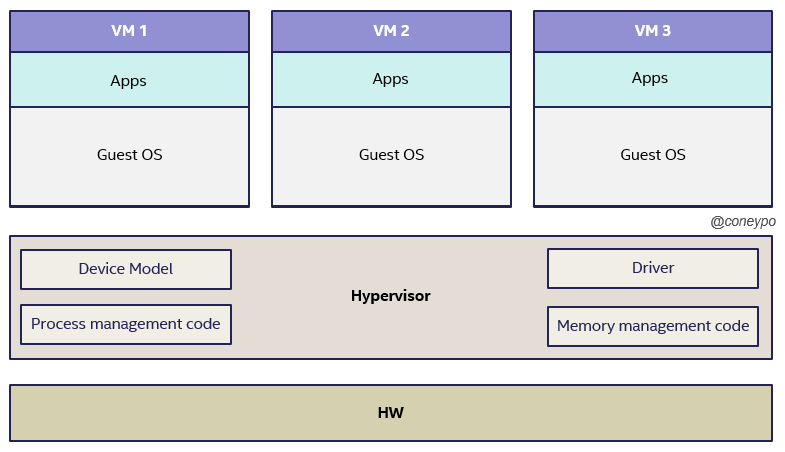 VM 1
VM 2
VM 3
Apps
Apps
Apps
Guest OS
Guest OS
Guest OS
@coneypo
Device Model
Driver
Hypervisor
Process management code
Memory management code
HW